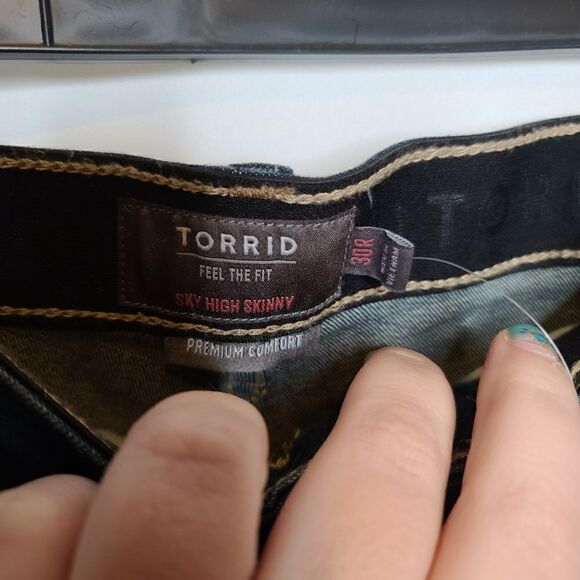 TORRID
FEEL THE FIT
SKY HIGH SKINNY
30R
PREMIUM COMFORT